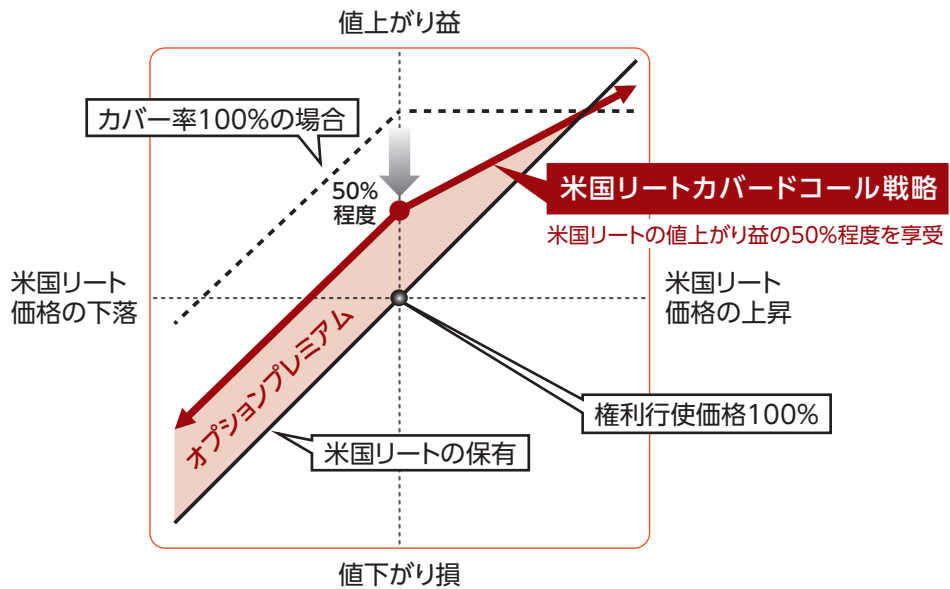 値上がり益
カバー率100%の場合
50%
程度
米国リートカバードコール戦略
米国リートの値上がり益の50%程度を享受
米国リート
価格の下落
米国リート
価格の上昇
オプションプレミアム
権利行使価格100%
米国リートの保有
値下がり損